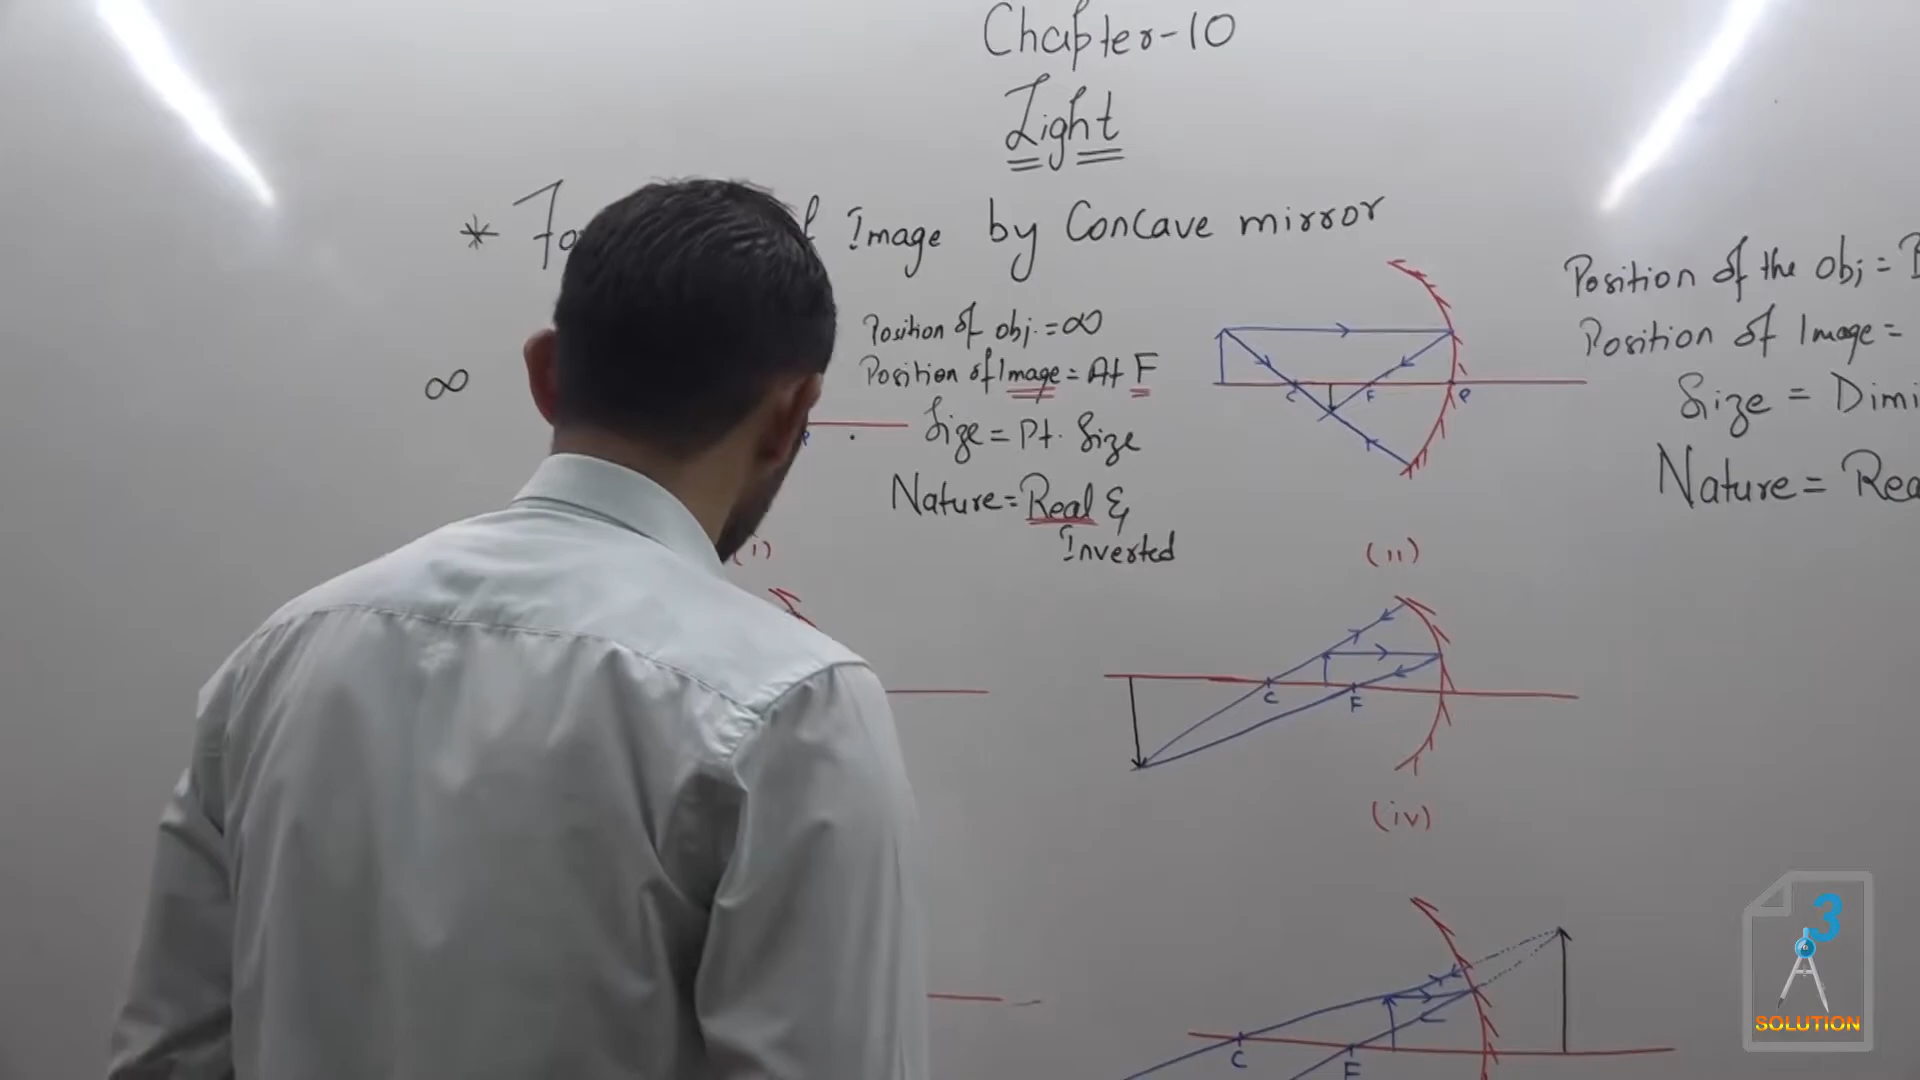 Chapter-10
Light
* Image by Concave mirror
∞
Position of obj. = ∞
Position of Image = At F
Size = Pt. Size
Nature = Real &
Inverted
(i)
C F P
(ii)
Position of the obj =
Position of Image =
Size = Dimi
Nature = Rea
C F
(iv)
C F
3
SOLUTION